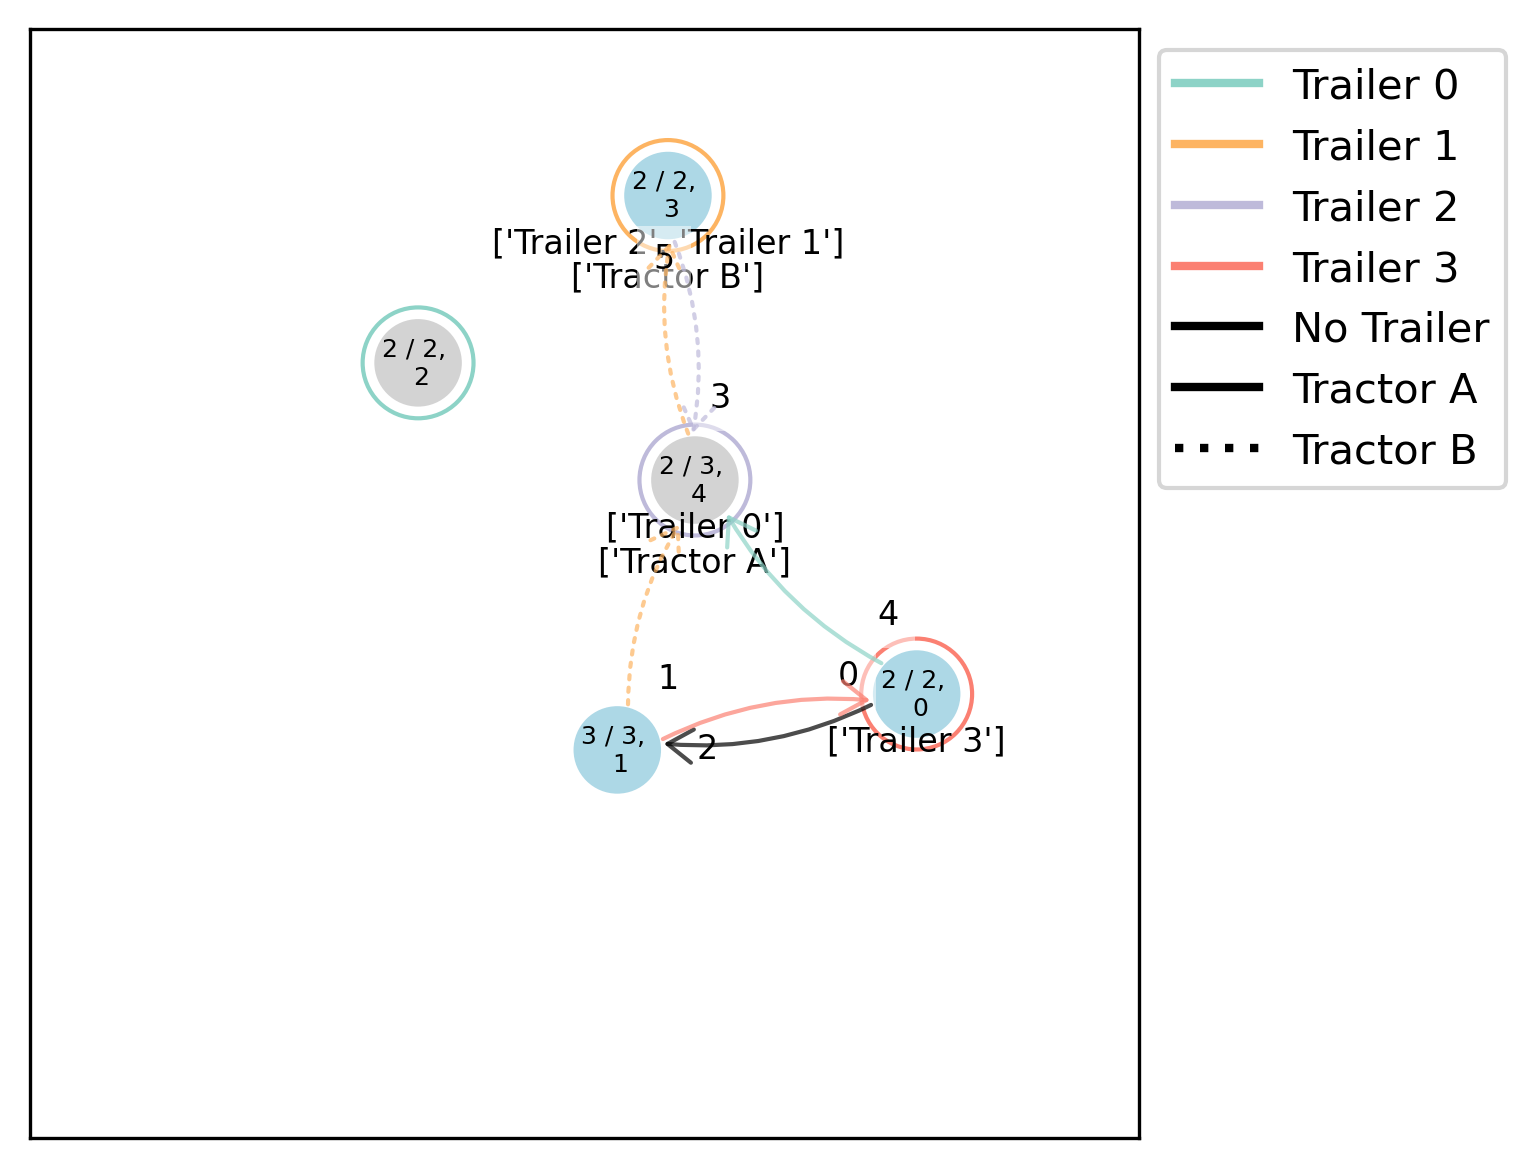 2 / 2,
3
['Trailer 2', 'Trailer 1']
5
['Tractor B']
2 / 2,
2
3
2 / 3,
4
['Trailer 0']
['Tractor A']
4
1
0
2 / 2,
0
['Trailer 3']
3 / 3,
1
2
Trailer 0
Trailer 1
Trailer 2
Trailer 3
No Trailer
Tractor A
Tractor B